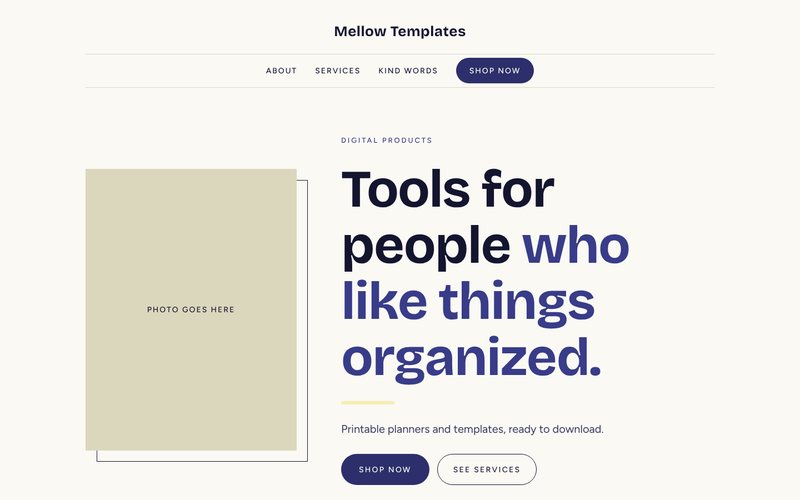 Mellow Templates
ABOUT SERVICES KIND WORDS SHOP NOW
DIGITAL PRODUCTS
Tools for
people who
like things
organized.
PHOTO GOES HERE
Printable planners and templates, ready to download.
SHOP NOW SEE SERVICES